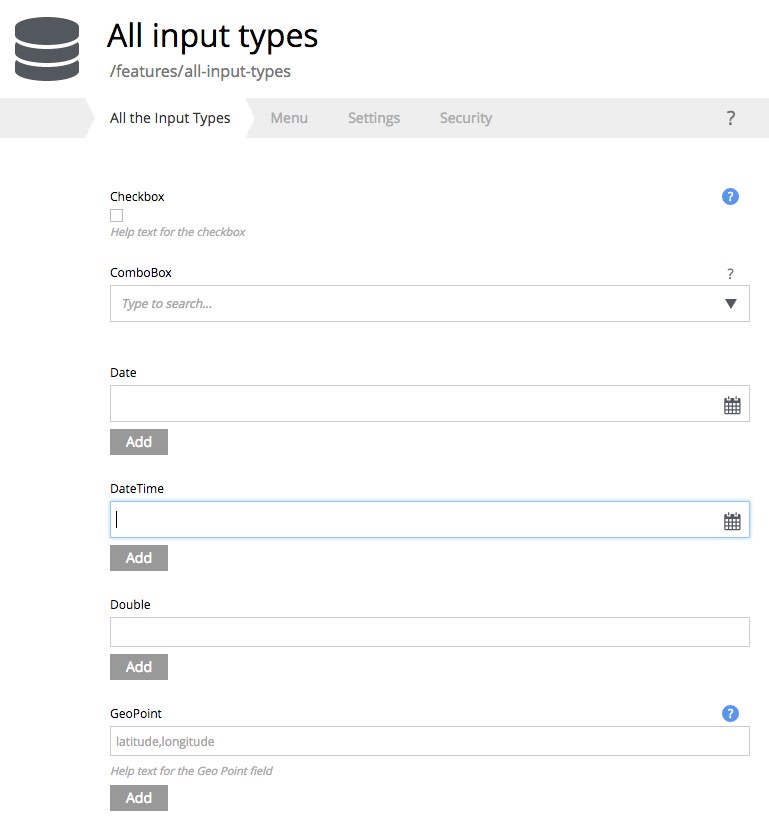 All input types
/features/all-input-types
All the Input Types Menu Settings Security ?
Checkbox ?
Help text for the checkbox
ComboBox ?
Type to search...
Date
Add
DateTime
Add
Double
Add
GeoPoint ?
latitude,longitude
Help text for the Geo Point field
Add